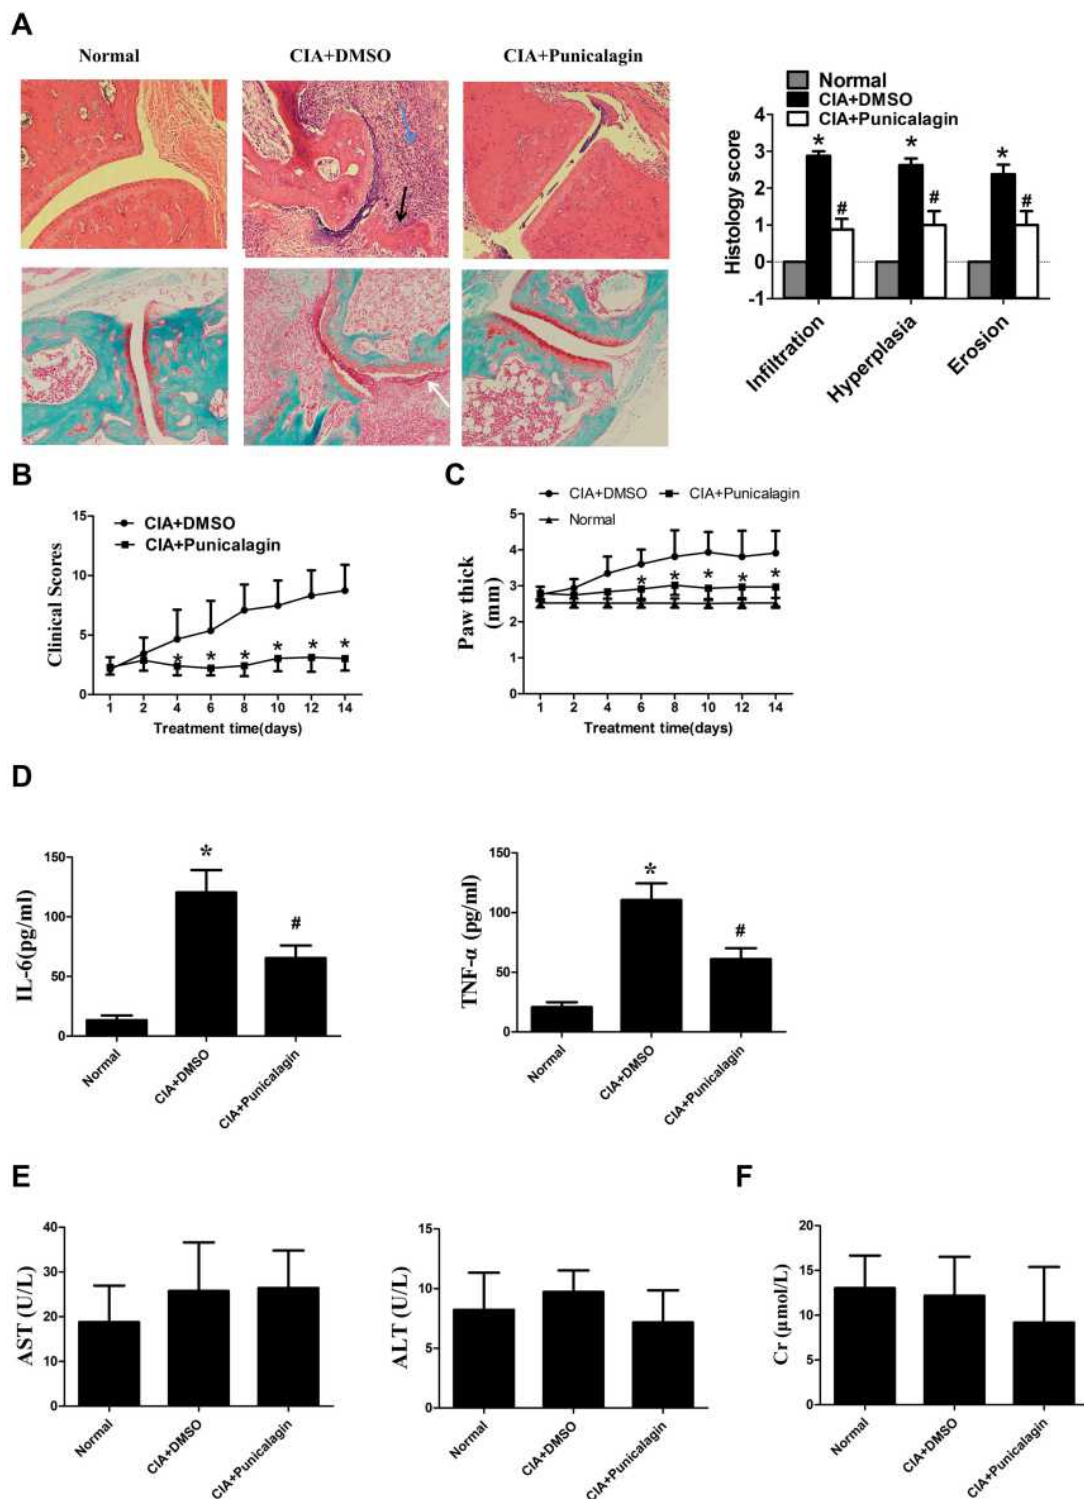 A
Normal
CIA+DMSO
CIA+Punicalagin
Normal
CIA+DMSO
CIA+Punicalagin
Histology score
4
3
2
1
0
-1
*
*
*
#
#
#
Infiltration
Hyperplasia
Erosion
B
CIA+DMSO
CIA+Punicalagin
Clinical Scores
15
10
5
0
* * * * * *
1 2 4 6 8 10 12 14
Treatment time(days)
C
CIA+DMSO
CIA+Punicalagin
Normal
Paw thick
(mm)
5
4
3
2
1
0
* * * * *
1 2 4 6 8 10 12 14
Treatment time(days)
D
IL-6(pg/ml)
150
100
50
0
*
#
Normal
CIA+DMSO
CIA+Punicalagin
TNF-α (pg/ml)
150
100
50
0
*
#
Normal
CIA+DMSO
CIA+Punicalagin
E
AST (U/L)
40
30
20
10
0
Normal
CIA+DMSO
CIA+Punicalagin
ALT (U/L)
15
10
5
0
Normal
CIA+DMSO
CIA+Punicalagin
F
Cr (μmol/L)
20
15
10
5
0
Normal
CIA+DMSO
CIA+Punicalagin